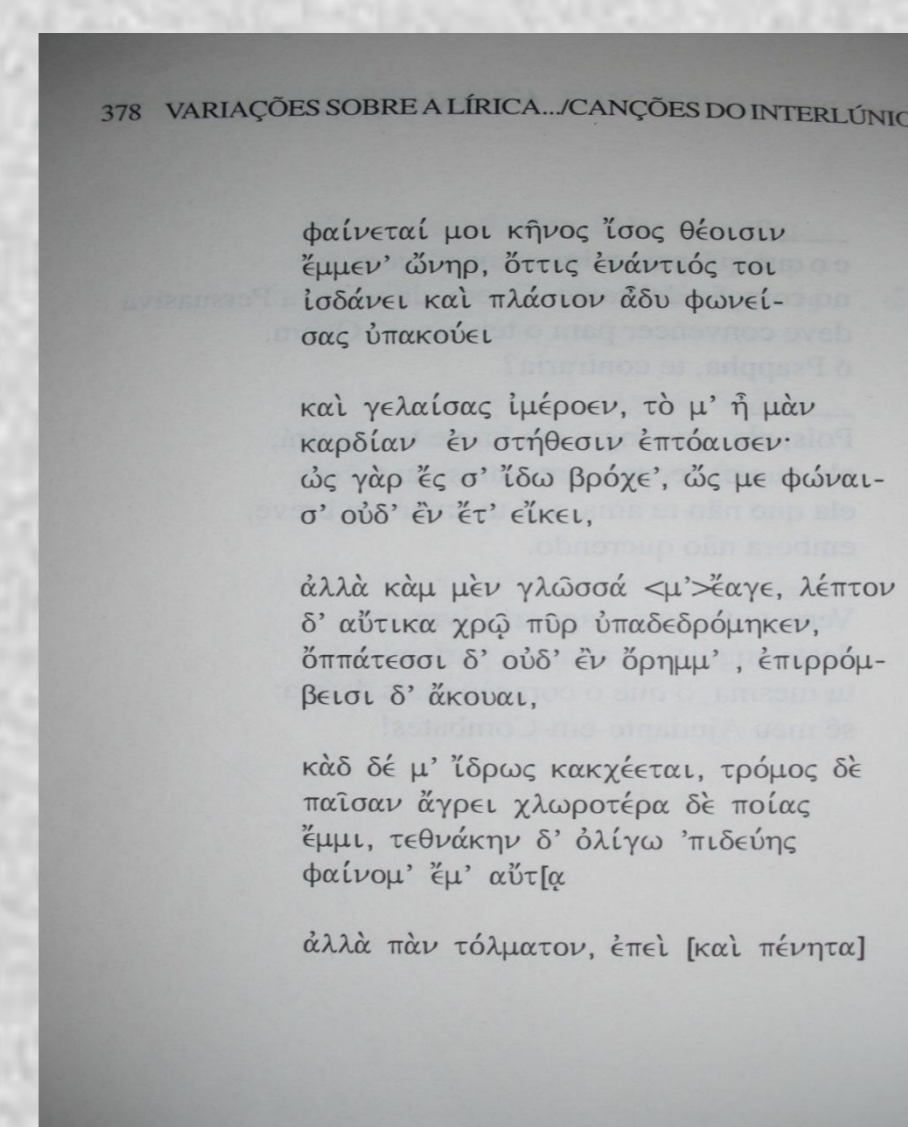 378 VARIAÇÕES SOBRE A LÍRICA.../CANÇÕES DO INTERLÚNIO
φαίνεταί μοι κῆνος ἴσος θέοισιν
ἔμμεν’ ὤνηρ, ὄττις ἐνάντιός τοι
ἰσδάνει καὶ πλάσιον ἆδυ φωνεί-
σας ὐπακούει
καὶ γελαίσας ἰμέροεν, τὸ μ’ ἦ μὰν
καρδίαν ἐν στήθεσιν ἐπτόαισεν·
ὠς γὰρ ἔς σ’ ἴδω βρόχε’, ὤς με φώναι-
σ’ οὐδ’ ἒν ἔτ’ εἴκει,
ἀλλὰ κὰμ μὲν γλῶσσά <μ’>ἔαγε, λέπτον
δ’ αὔτικα χρῷ πῦρ ὐπαδεδρόμηκεν,
ὄππάτεσσι δ’ οὐδ’ ἒν ὄρημμ’ , ἐπιρρόμ-
βεισι δ’ ἄκουαι,
κὰδ δέ μ’ ἴδρως κακχέεται, τρόμος δὲ
παῖσαν ἄγρει χλωροτέρα δὲ ποίας
ἔμμι, τεθνάκην δ’ ὀλίγω ’πιδεύης
φαίνομ’ ἔμ’ αὔτ[ᾳ
ἀλλὰ πὰν τόλματον, ἐπεὶ [καὶ πένητα]